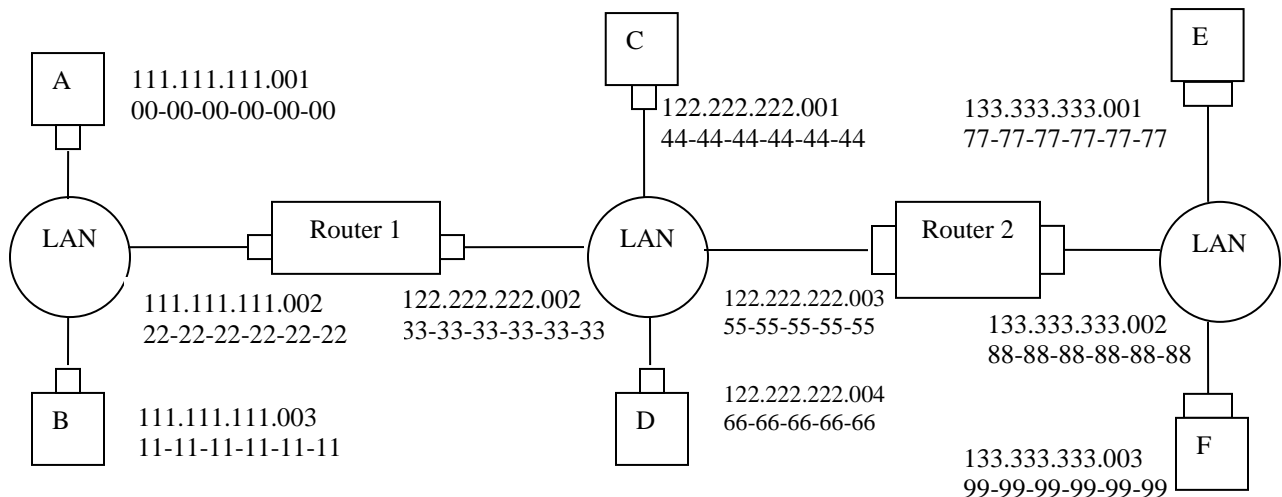 A
111.111.111.001
00-00-00-00-00-00
C
122.222.222.001
44-44-44-44-44-44
E
133.333.333.001
77-77-77-77-77-77
LAN
Router 1
LAN
Router 2
LAN
111.111.111.002
22-22-22-22-22-22
122.222.222.002
33-33-33-33-33-33
122.222.222.003
55-55-55-55-55
133.333.333.002
88-88-88-88-88-88
B
111.111.111.003
11-11-11-11-11-11
D
122.222.222.004
66-66-66-66-66
F
133.333.333.003
99-99-99-99-99-99